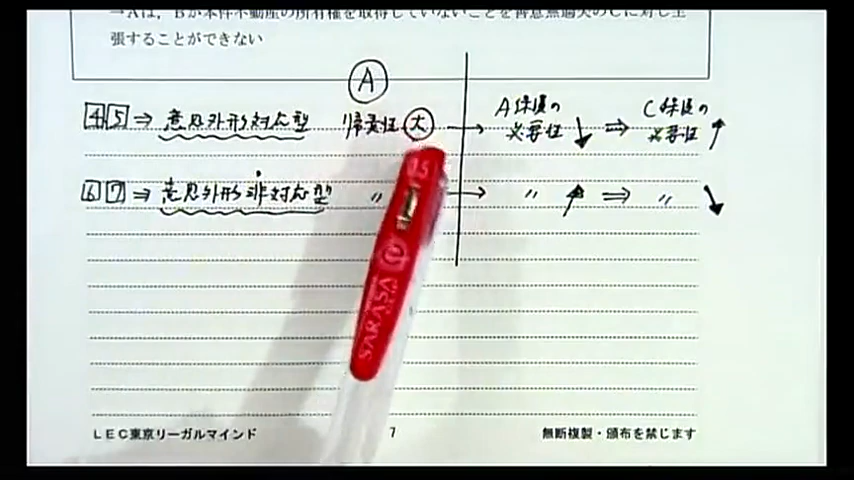 →Aは，Bが本件不動産の所有権を取得していないことを善意無過失のCに対し主
張することができない
A
4 5 ⇒ 意思外形対応型 帰責性 大 → A保護の必要性 ↓ ⇒ C保護の必要性 ↑
6 7 ⇒ 意思外形非対応型 〃 → 〃 ↑ ⇒ 〃 ↓
SARASA
LEC東京リーガルマインド 7 無断複製・頒布を禁じます